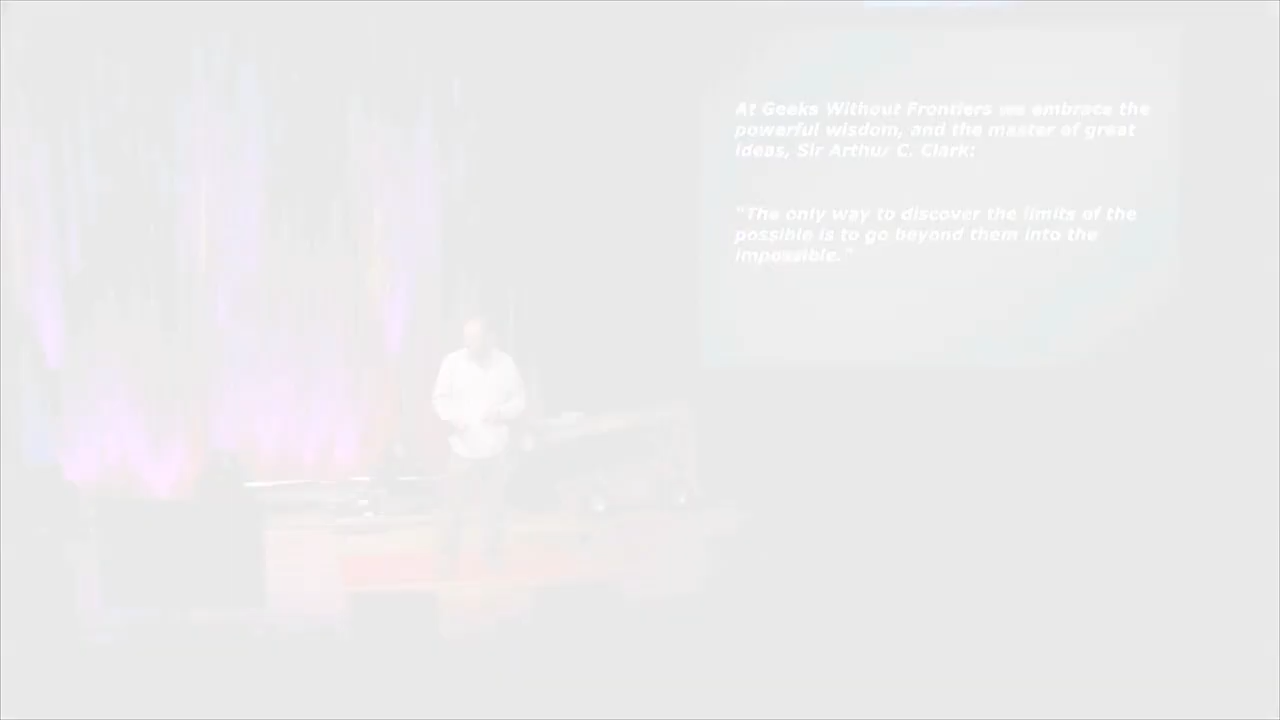 At Geeks Without Frontiers we embrace the
powerful wisdom, and the master of great
ideas, Sir Arthur C. Clark:
"The only way to discover the limits of the
possible is to go beyond them into the
impossible."